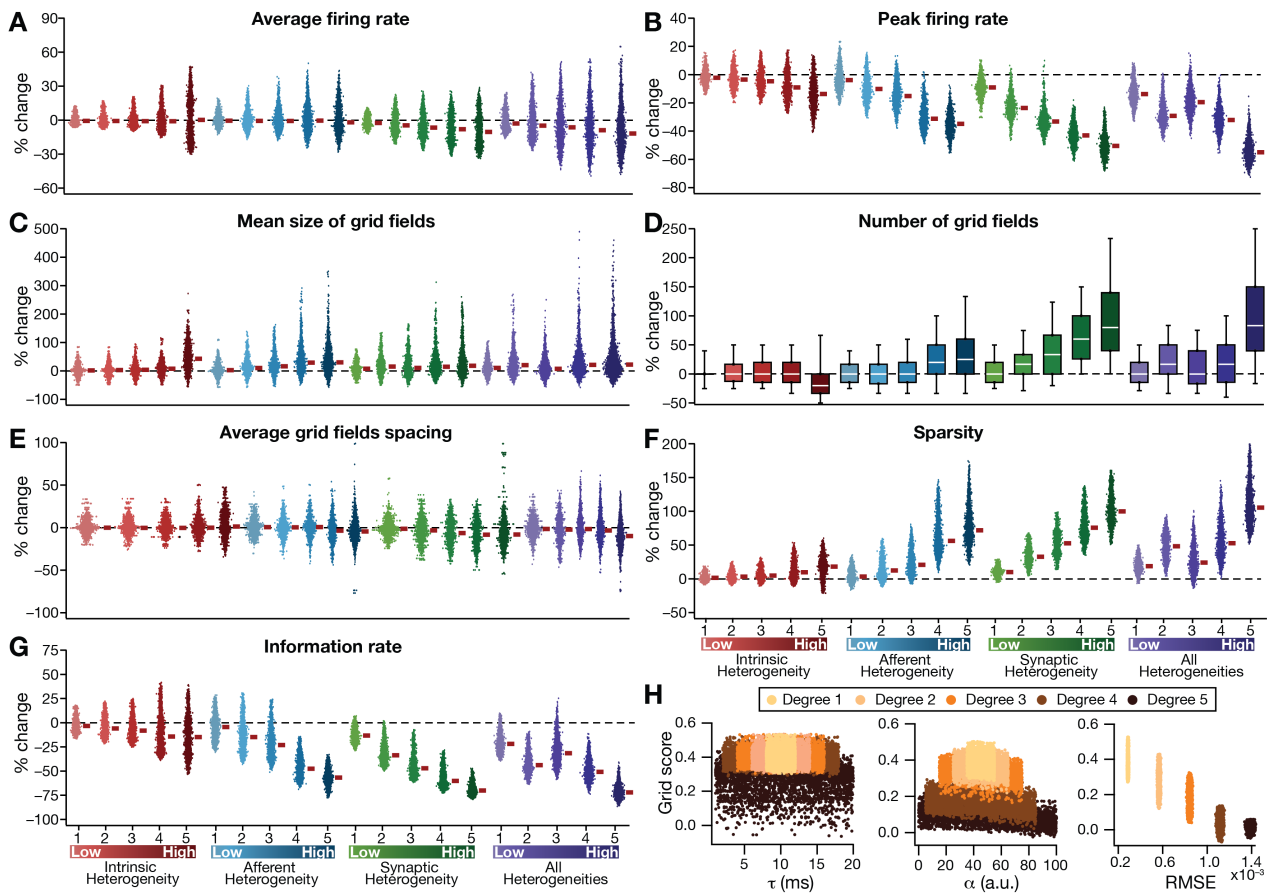 A
Average firing rate
% change
90
60
30
0
−30
−60
B
Peak firing rate
% change
40
20
0
−20
−40
−60
−80
C
Mean size of grid fields
% change
500
400
300
200
100
0
−100
D
Number of grid fields
% change
250
200
150
100
50
0
−50
E
Average grid fields spacing
% change
100
50
0
−50
−100
F
Sparsity
% change
200
150
100
50
0
−50
1 2 3 4 5 1 2 3 4 5 1 2 3 4 5 1 2 3 4 5
Low High Low High Low High Low High
Intrinsic Heterogeneity
Afferent Heterogeneity
Synaptic Heterogeneity
All Heterogeneities
G
Information rate
% change
75
50
25
0
−25
−50
−75
−100
1 2 3 4 5 1 2 3 4 5 1 2 3 4 5 1 2 3 4 5
Low High Low High Low High Low High
Intrinsic Heterogeneity
Afferent Heterogeneity
Synaptic Heterogeneity
All Heterogeneities
H
Degree 1 Degree 2 Degree 3 Degree 4 Degree 5
Grid score
0.6
0.4
0.2
0.0
5 10 15 20
τ (ms)
0.6
0.4
0.2
0.0
0 20 40 60 80 100
α (a.u.)
0.6
0.4
0.2
0.0
0.2 0.6 1.0 1.4
x10⁻³
RMSE